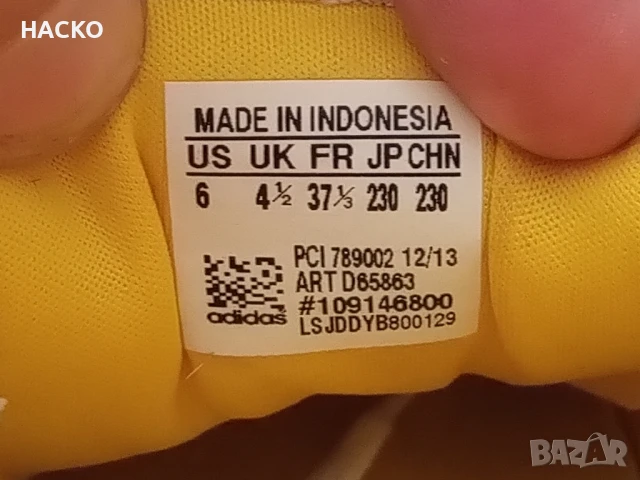 HACKO
MADE IN INDONESIA
US UK FR JP CHN
6 4½ 37⅓ 230 230
PCI 789002 12/13
ART D65863
#109146800
LSJDDYB800129
adidas
BAZAR